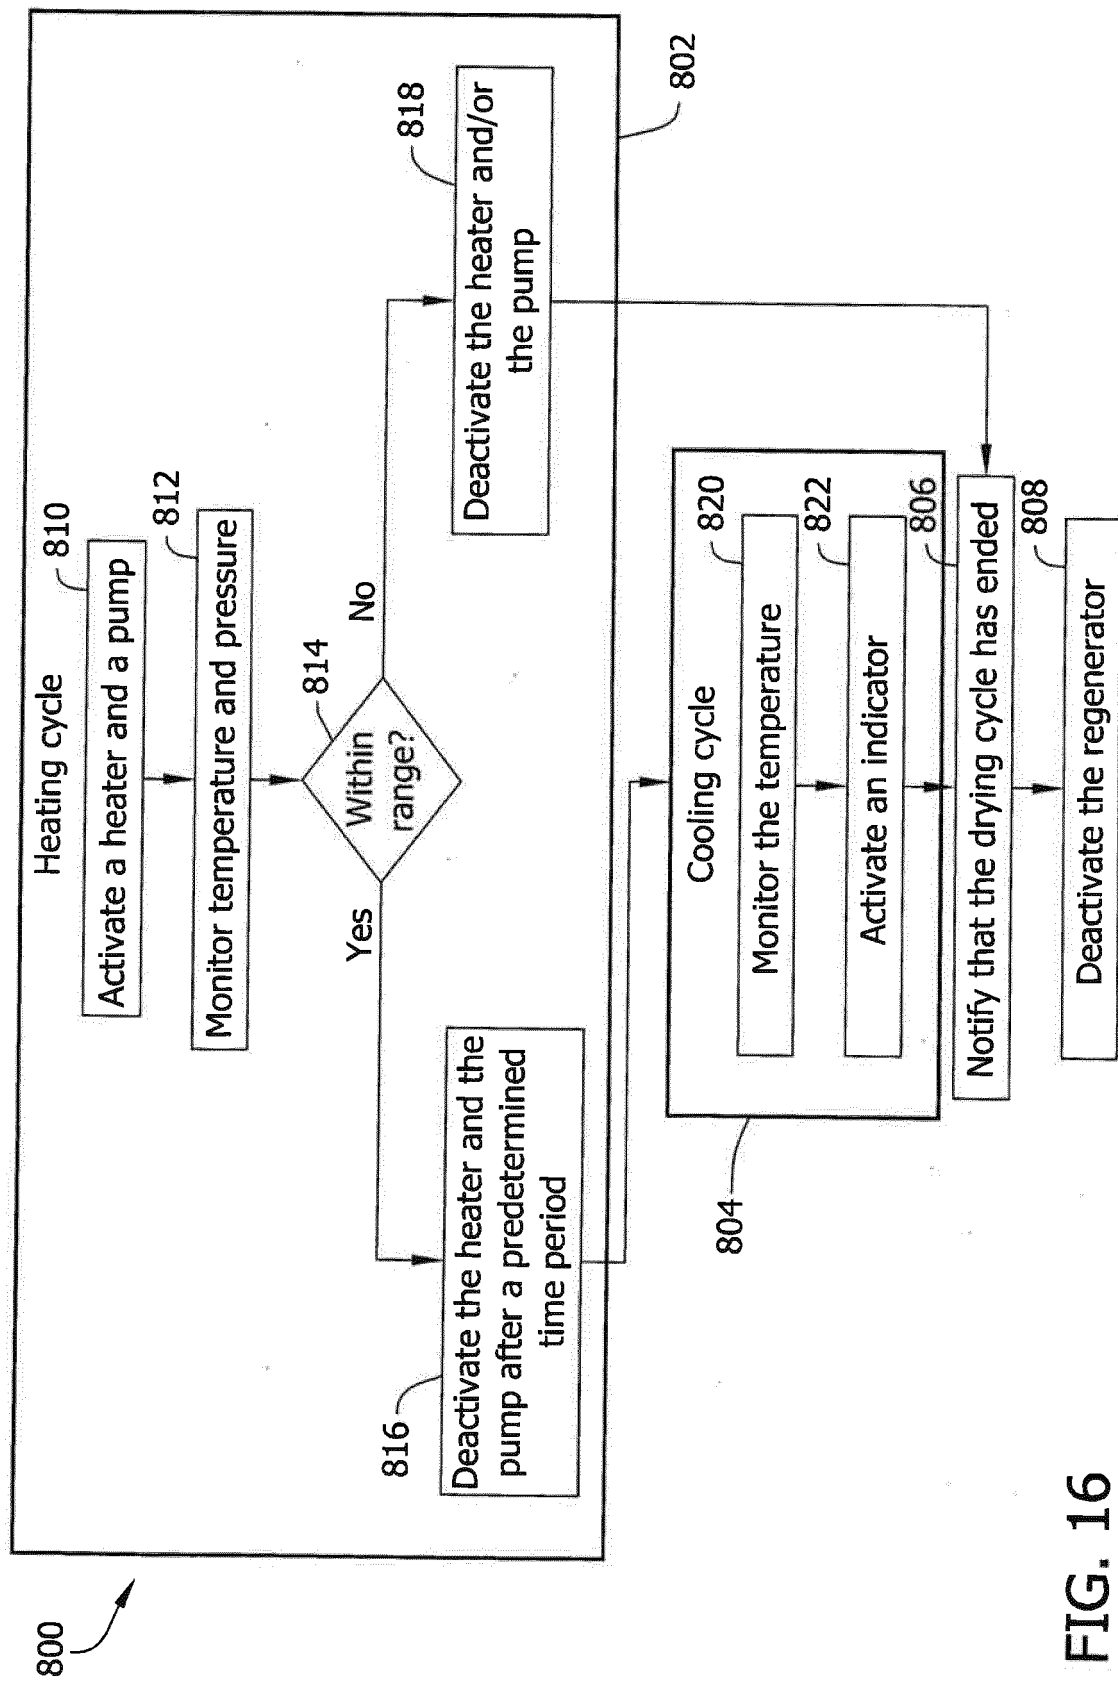 800
Heating cycle
810
Activate a heater and a pump
812
Monitor temperature and pressure
814
Within
range?
Yes
No
816
Deactivate the heater and the
pump after a predetermined
time period
818
Deactivate the heater and/or
the pump
802
804
Cooling cycle
820
Monitor the temperature
822
Activate an indicator
806
Notify that the drying cycle has ended
808
Deactivate the regenerator
FIG. 16